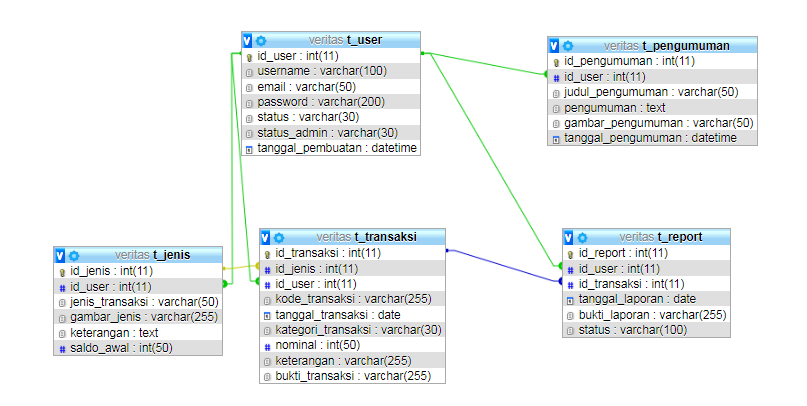 veritas t_user
id_user : int(11)
username : varchar(100)
email : varchar(50)
password : varchar(200)
status : varchar(30)
status_admin : varchar(30)
tanggal_pembuatan : datetime
veritas t_pengumuman
id_pengumuman : int(11)
id_user : int(11)
judul_pengumuman : varchar(50)
pengumuman : text
gambar_pengumuman : varchar(50)
tanggal_pengumuman : datetime
veritas t_jenis
id_jenis : int(11)
id_user : int(11)
jenis_transaksi : varchar(50)
gambar_jenis : varchar(255)
keterangan : text
saldo_awal : int(50)
veritas t_transaksi
id_transaksi : int(11)
id_jenis : int(11)
id_user : int(11)
kode_transaksi : varchar(255)
tanggal_transaksi : date
kategori_transaksi : varchar(30)
nominal : int(50)
keterangan : varchar(255)
bukti_transaksi : varchar(255)
veritas t_report
id_report : int(11)
id_user : int(11)
id_transaksi : int(11)
tanggal_laporan : date
bukti_laporan : varchar(255)
status : varchar(100)